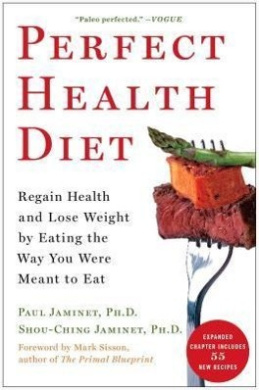 "Paleo perfected." —VOGUE
PERFECT
HEALTH
DIET
Regain Health
and Lose Weight
by Eating the
Way You Were
Meant to Eat
PAUL JAMINET, PH.D.
SHOU-CHING JAMINET, PH.D.
Foreword by Mark Sisson,
author of The Primal Blueprint
EXPANDED
CHAPTER INCLUDES
55
NEW RECIPES